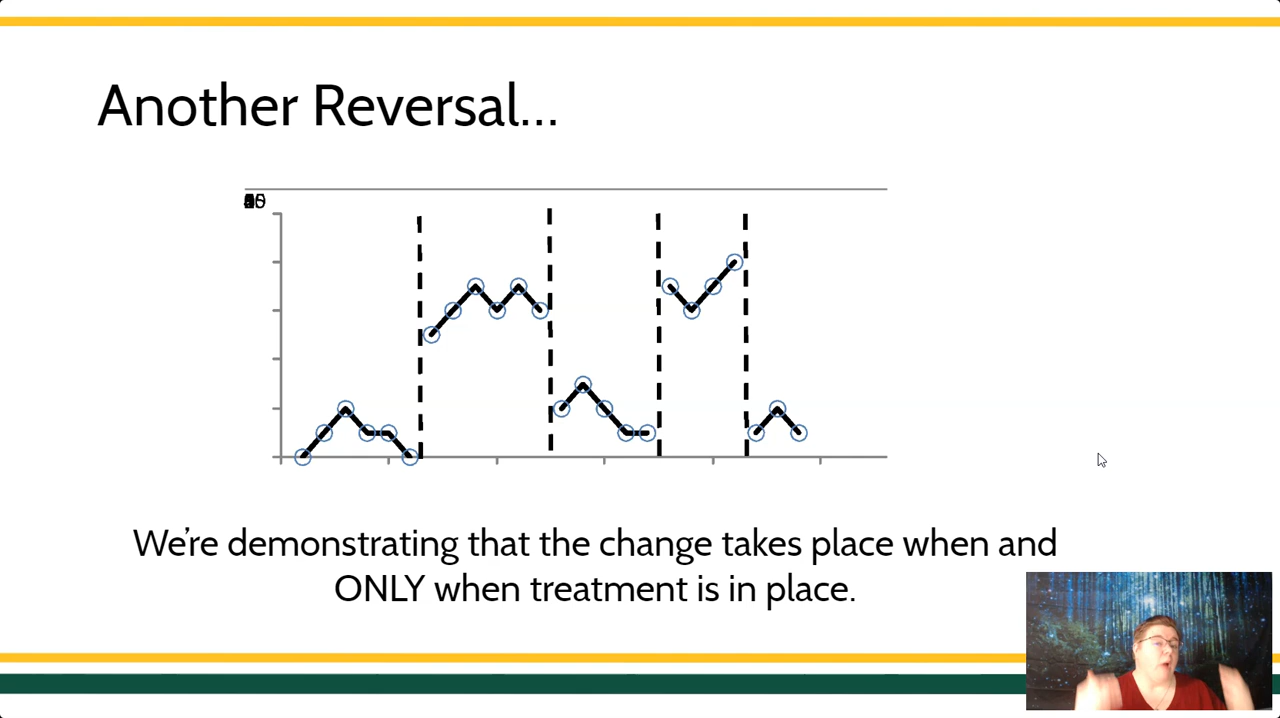 Another Reversal...
We're demonstrating that the change takes place when and
ONLY when treatment is in place.